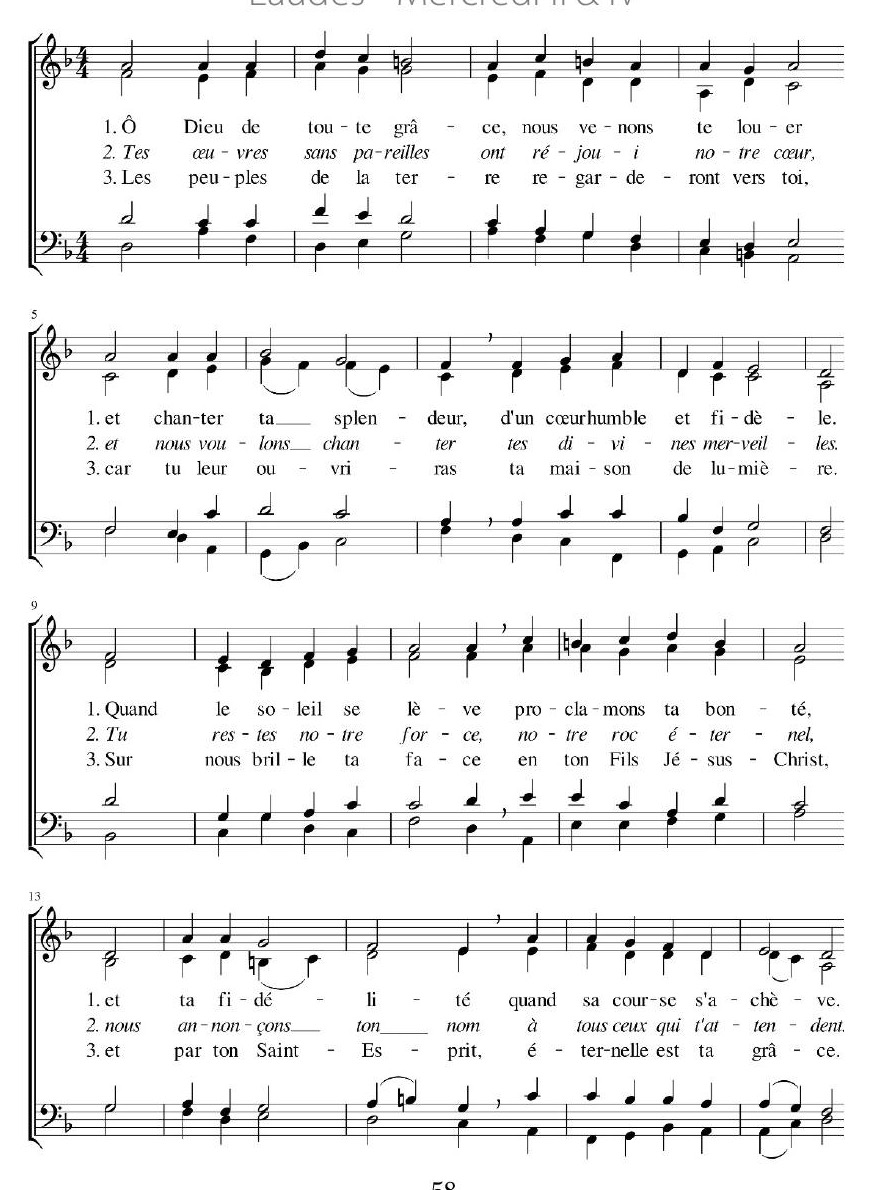 Laudes - Mercredi II & IV
1. Ô Dieu de tou - te grâ - ce, nous ve - nons te lou - er
2. Tes œu - vres sans pa - reilles ont ré - jou - i no - tre cœur,
3. Les peu - ples de la ter - re re - gar - de - ront vers toi,
5
1. et chan - ter ta splen - deur, d'un cœur humble et fi - dè - le.
2. et nous vou - lons chan - ter tes di - vi - nes mer - veil - les.
3. car tu leur ou - vri - ras ta mai - son de lu - miè - re.
9
1. Quand le so - leil se lè - ve pro - cla - mons ta bon - té,
2. Tu res - tes no - tre for - ce, no - tre roc é - ter - nel,
3. Sur nous bril - le ta fa - ce en ton Fils Jé - sus - Christ,
13
1. et ta fi - dé - li - té quand sa cour - se s'a - chè - ve.
2. nous an - non - çons ton nom à tous ceux qui t'at - ten - dent.
3. et par ton Saint - Es - prit, é - ter - nelle est ta grâ - ce.
58